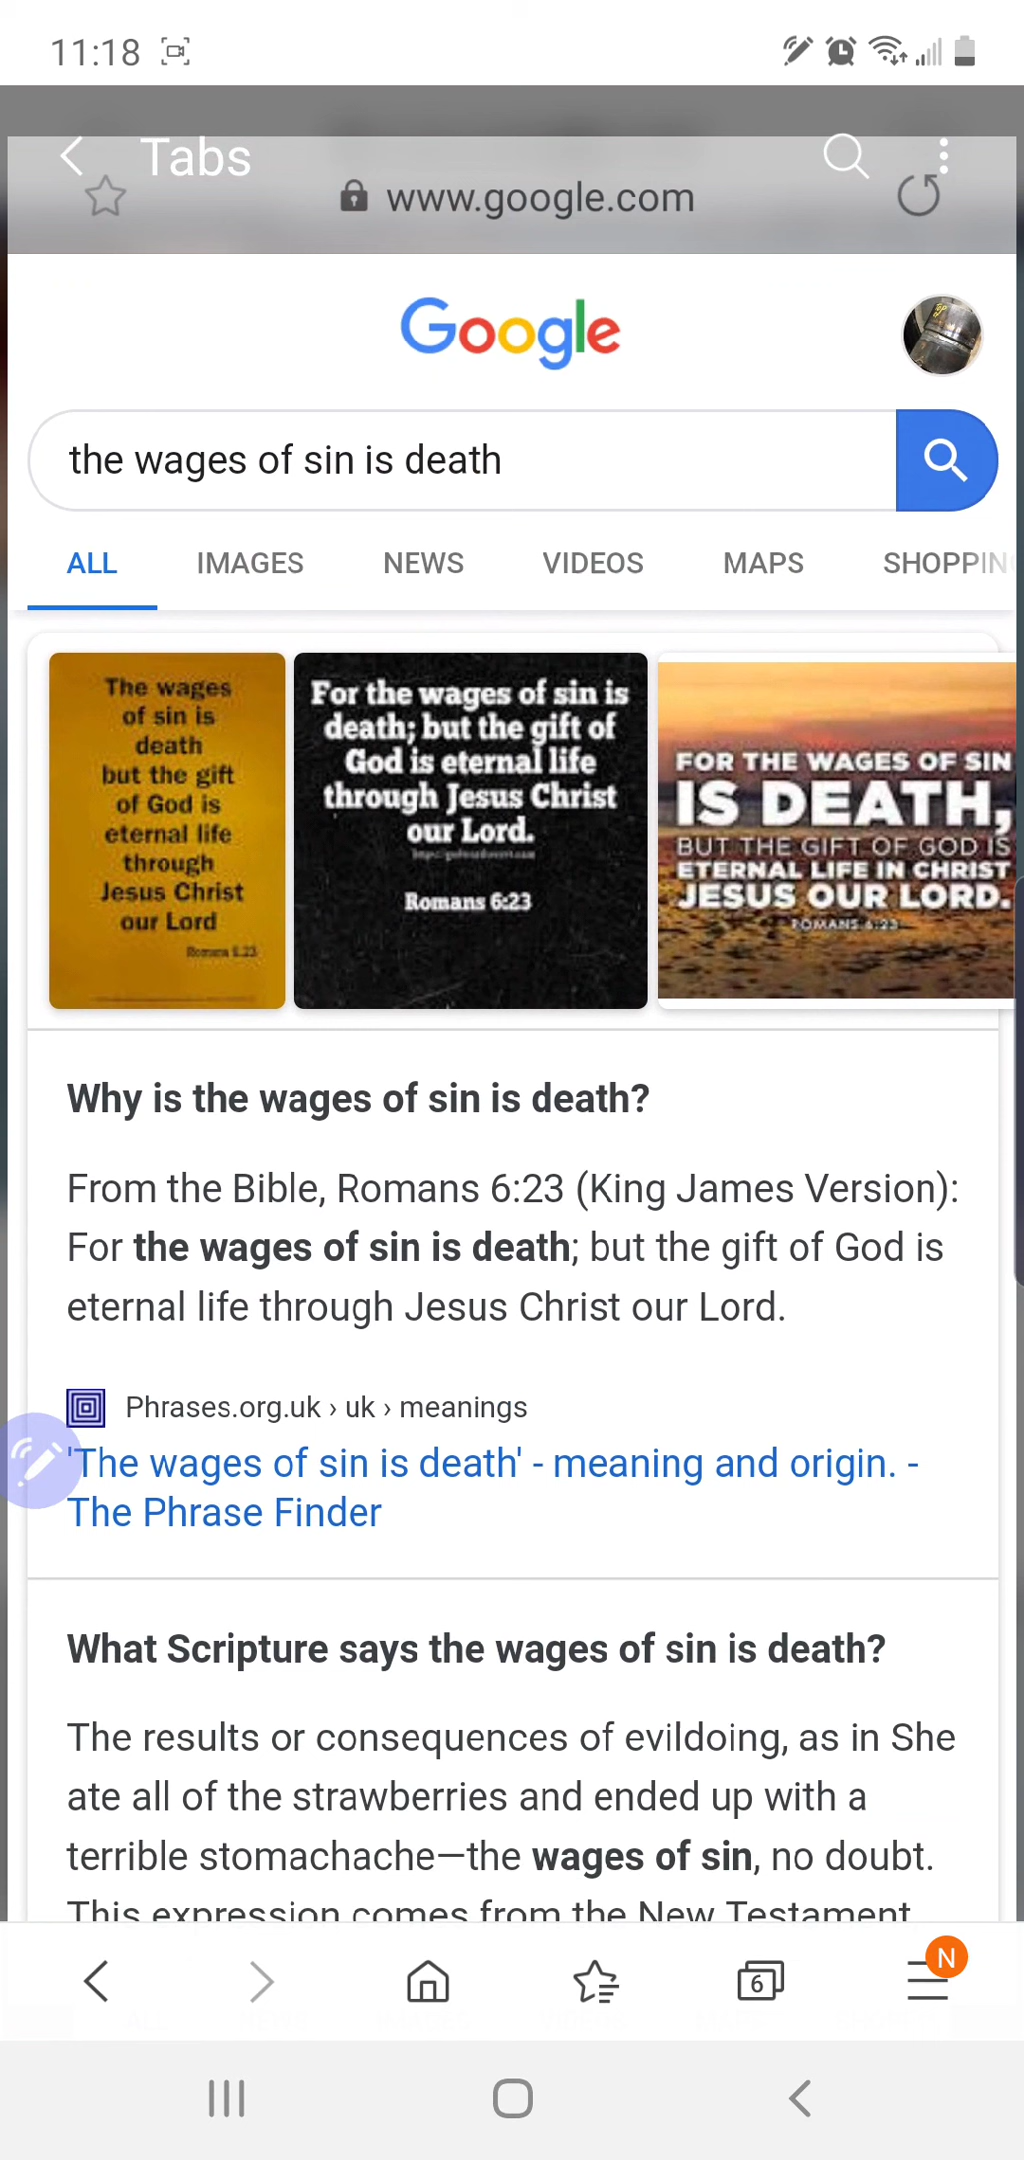 11:18
Tabs
www.google.com
Google
the wages of sin is death
ALL IMAGES NEWS VIDEOS MAPS SHOPPING
The wages
of sin is
death
but the gift
of God is
eternal life
through
Jesus Christ
our Lord
Romans 6:23
For the wages of sin is
death; but the gift of
God is eternal life
through Jesus Christ
our Lord.
Romans 6:23
FOR THE WAGES OF SIN
IS DEATH,
BUT THE GIFT OF GOD IS
ETERNAL LIFE IN CHRIST
JESUS OUR LORD.
ROMANS 6:23
Why is the wages of sin is death?
From the Bible, Romans 6:23 (King James Version):
For the wages of sin is death; but the gift of God is
eternal life through Jesus Christ our Lord.
Phrases.org.uk › uk › meanings
'The wages of sin is death' - meaning and origin. -
The Phrase Finder
What Scripture says the wages of sin is death?
The results or consequences of evildoing, as in She
ate all of the strawberries and ended up with a
terrible stomachache—the wages of sin, no doubt.
This expression comes from the New Testament
6
N